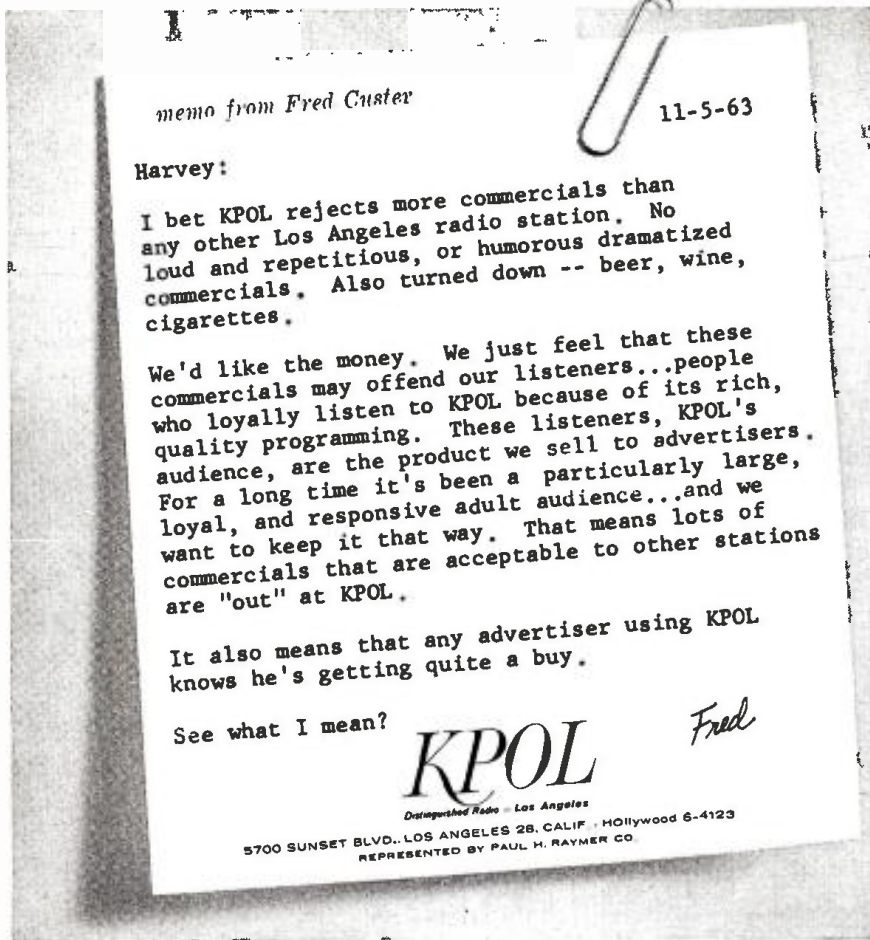 memo from Fred Custer
11-5-63
Harvey:
I bet KPOL rejects more commercials than
any other Los Angeles radio station. No
loud and repetitious, or humorous dramatized
commercials. Also turned down -- beer, wine,
cigarettes.
We'd like the money. We just feel that these
commercials may offend our listeners...people
who loyally listen to KPOL because of its rich,
quality programming. These listeners, KPOL's
audience, are the product we sell to advertisers.
For a long time it's been a particularly large,
loyal, and responsive adult audience...and we
want to keep it that way. That means lots of
commercials that are acceptable to other stations
are "out" at KPOL.
It also means that any advertiser using KPOL
knows he's getting quite a buy.
See what I mean?
Fred
KPOL
Distinguished Radio - Los Angeles
5700 SUNSET BLVD., LOS ANGELES 28, CALIF., HOllywood 6-4123
REPRESENTED BY PAUL H. RAYMER CO.